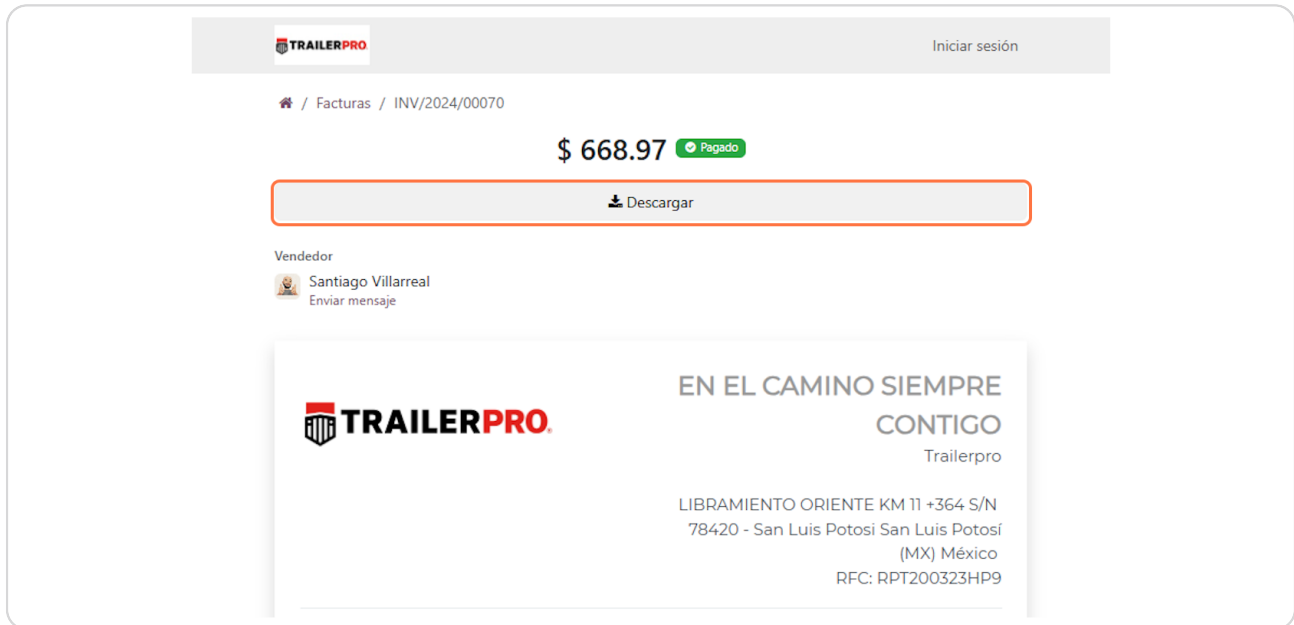 TRAILERPRO.
Iniciar sesión
/ Facturas / INV/2024/00070
$ 668.97 Pagado
Descargar
Vendedor
Santiago Villarreal
Enviar mensaje
EN EL CAMINO SIEMPRE
CONTIGO
TRAILERPRO®
Trailerpro
LIBRAMIENTO ORIENTE KM 11 +364 S/N
78420 - San Luis Potosi San Luis Potosí
(MX) México
RFC: RPT200323HP9